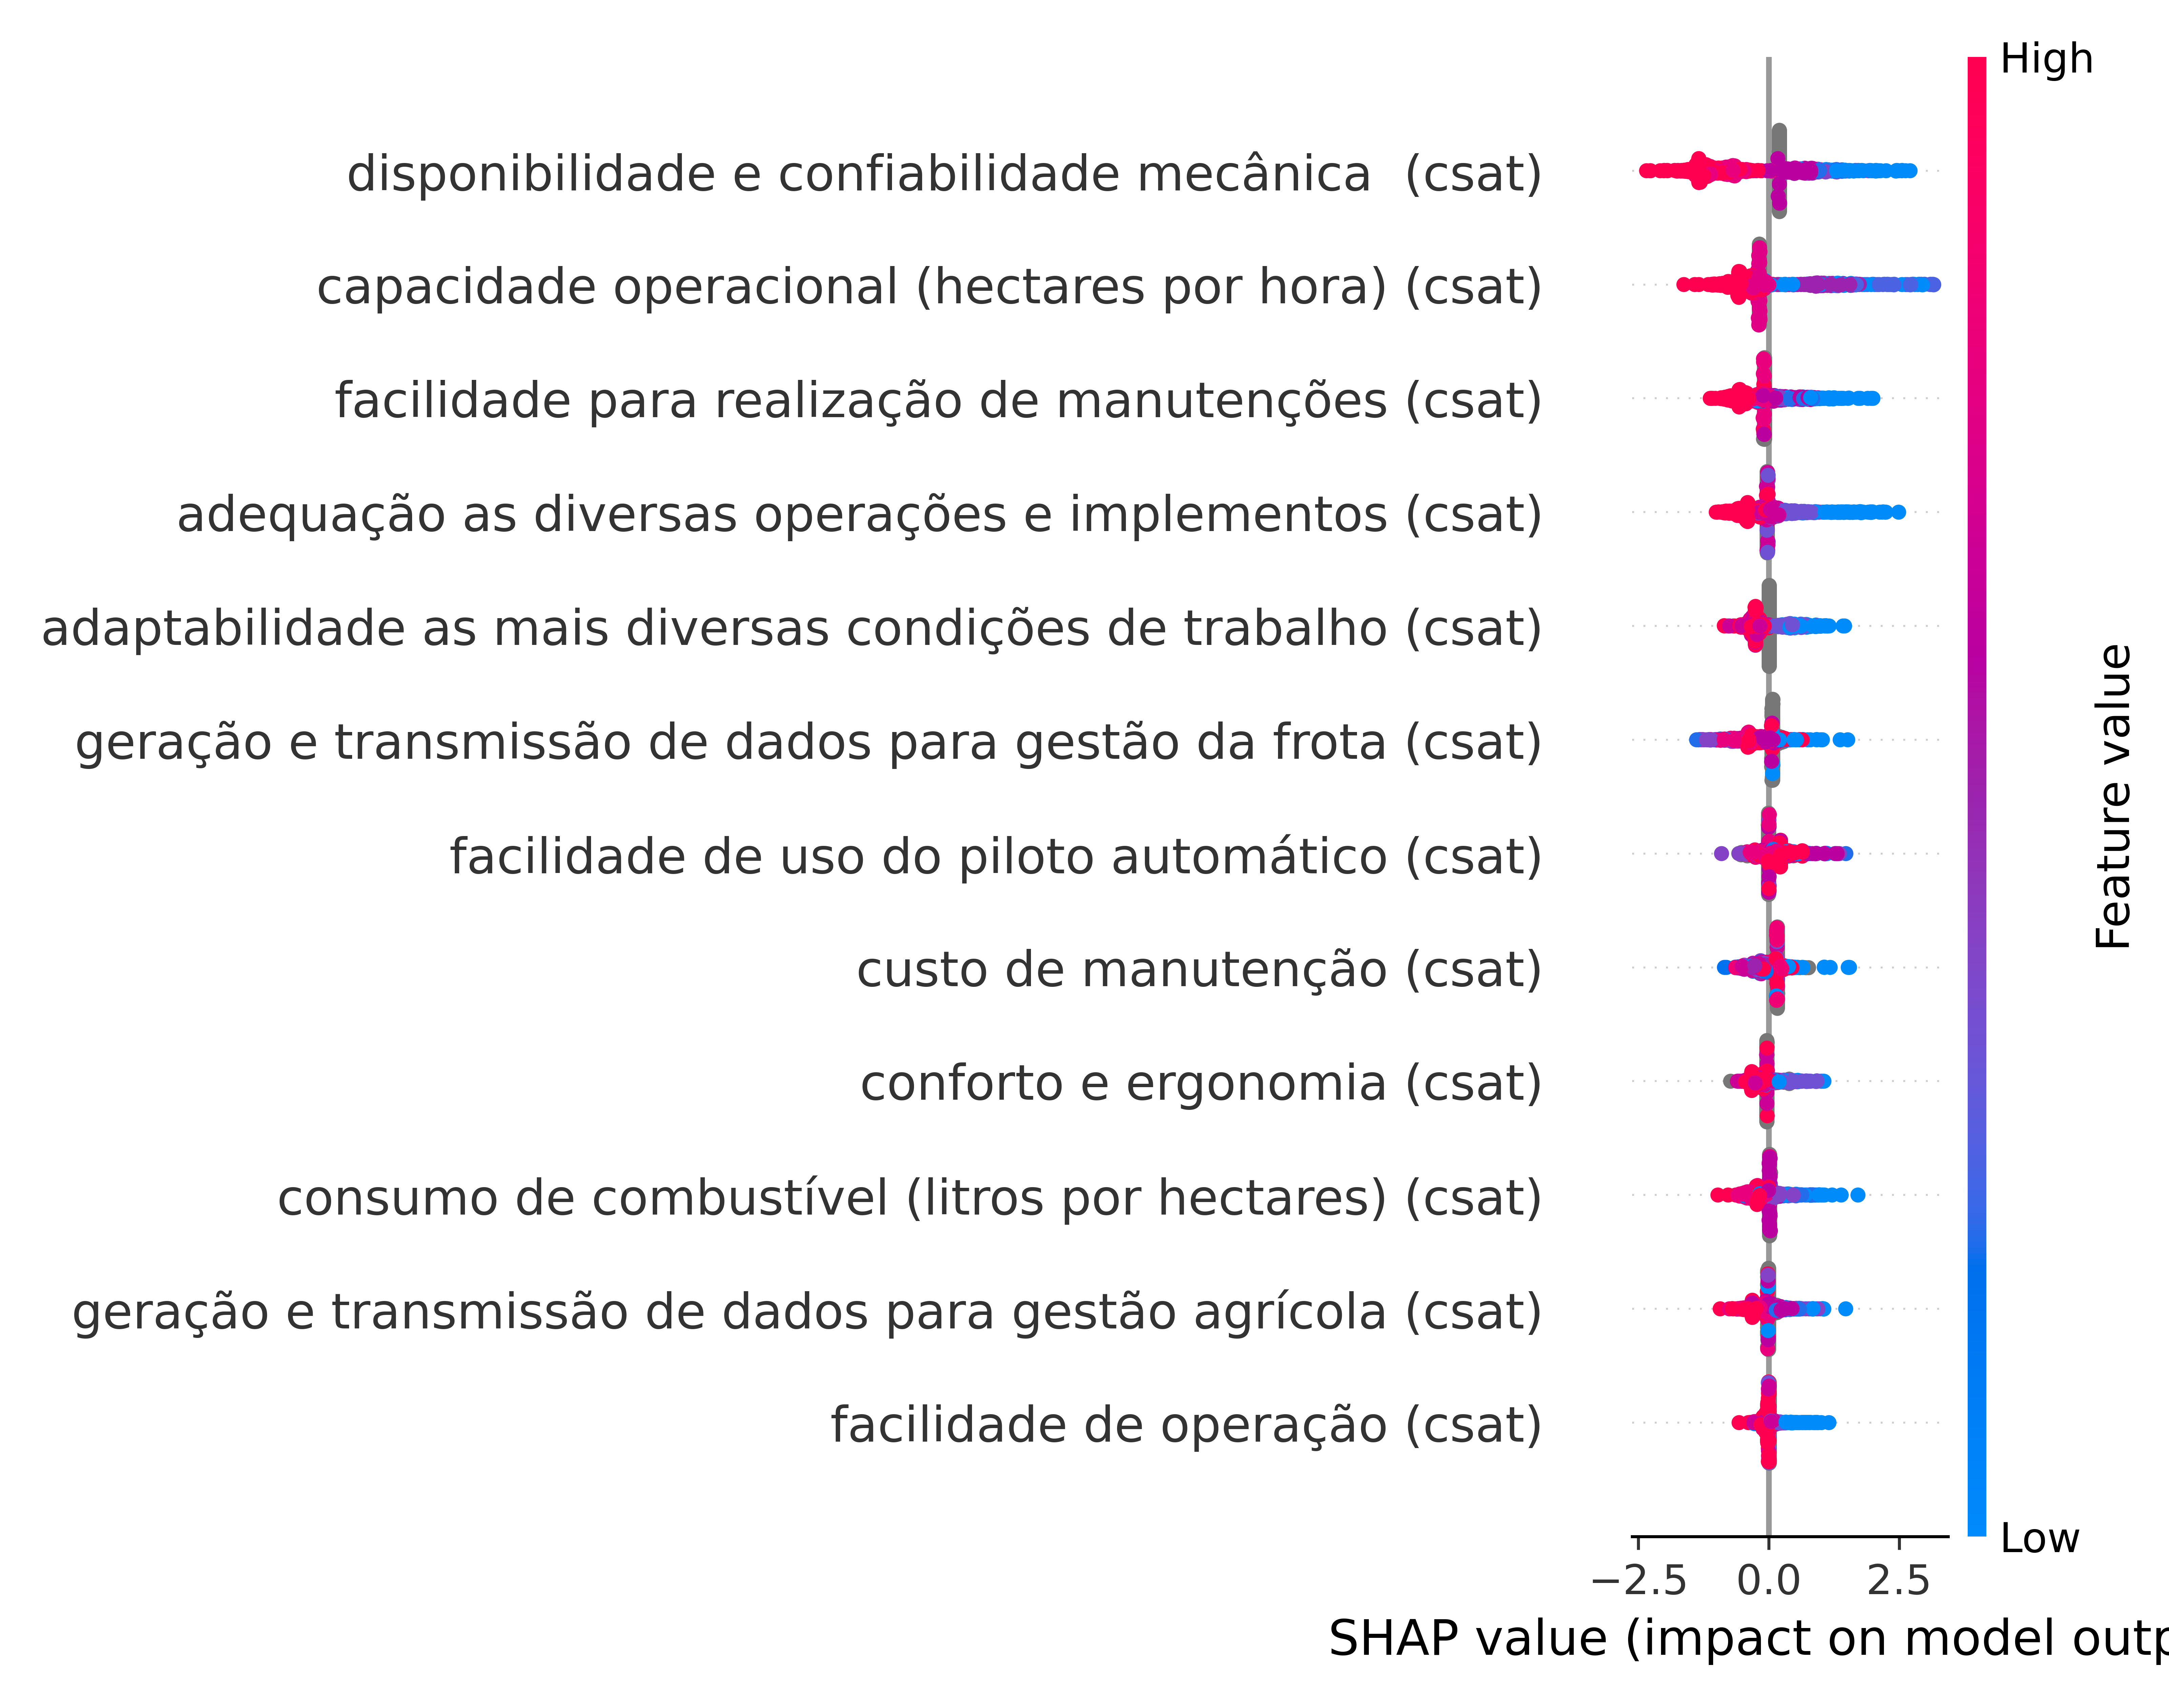 High
disponibilidade e confiabilidade mecânica  (csat)
capacidade operacional (hectares por hora) (csat)
facilidade para realização de manutenções (csat)
adequação as diversas operações e implementos (csat)
adaptabilidade as mais diversas condições de trabalho (csat)
geração e transmissão de dados para gestão da frota (csat)
facilidade de uso do piloto automático (csat)
custo de manutenção (csat)
conforto e ergonomia (csat)
consumo de combustível (litros por hectares) (csat)
geração e transmissão de dados para gestão agrícola (csat)
facilidade de operação (csat)
Feature value
Low
−2.5 0.0 2.5
SHAP value (impact on model outp